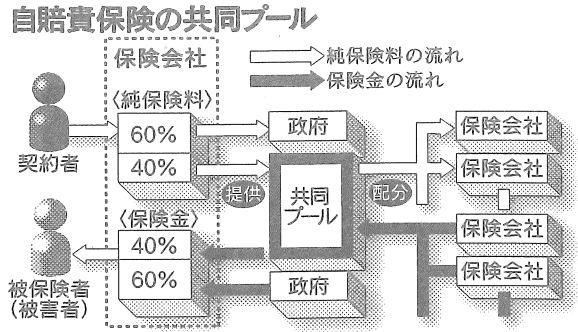 自賠責保険の共同プール
保険会社
純保険料の流れ
保険金の流れ
〈純保険料〉
60%
40%
契約者
政府
提供
共同
プール
配分
保険会社
保険会社
〈保険金〉
40%
60%
被保険者
(被害者)
政府
保険会社
保険会社